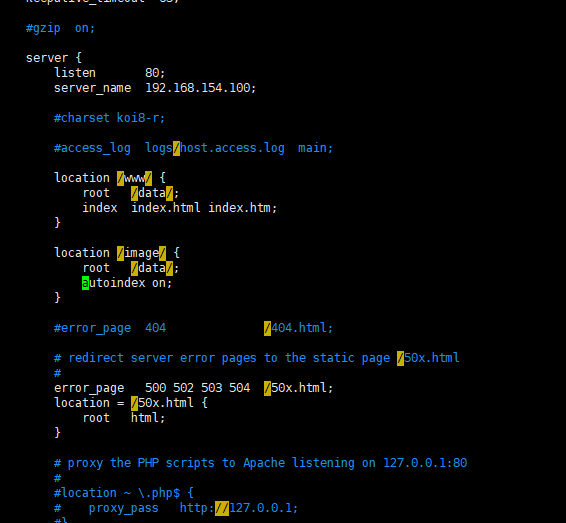 #gzip  on;
server {
listen       80;
server_name  192.168.154.100;
#charset koi8-r;
#access_log  logs/host.access.log  main;
location /www/ {
root   /data/;
index  index.html index.htm;
}
location /image/ {
root   /data/;
autoindex on;
}
#error_page  404              /404.html;
# redirect server error pages to the static page /50x.html
#
error_page   500 502 503 504  /50x.html;
location = /50x.html {
root   html;
}
# proxy the PHP scripts to Apache listening on 127.0.0.1:80
#
#location ~ \.php$ {
#    proxy_pass   http://127.0.0.1;
#}